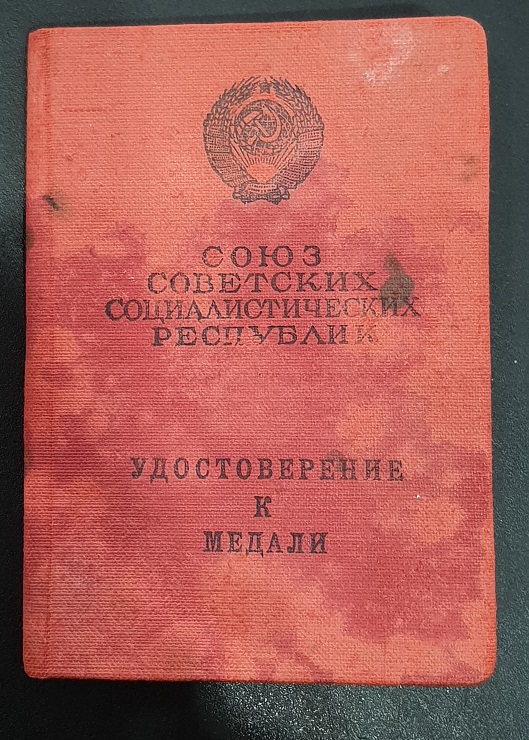 СОЮЗ
СОВЕТСКИХ
СОЦИАЛИСТИЧЕСКИХ
РЕСПУБЛИК
УДОСТОВЕРЕНИЕ
К
МЕДАЛИ